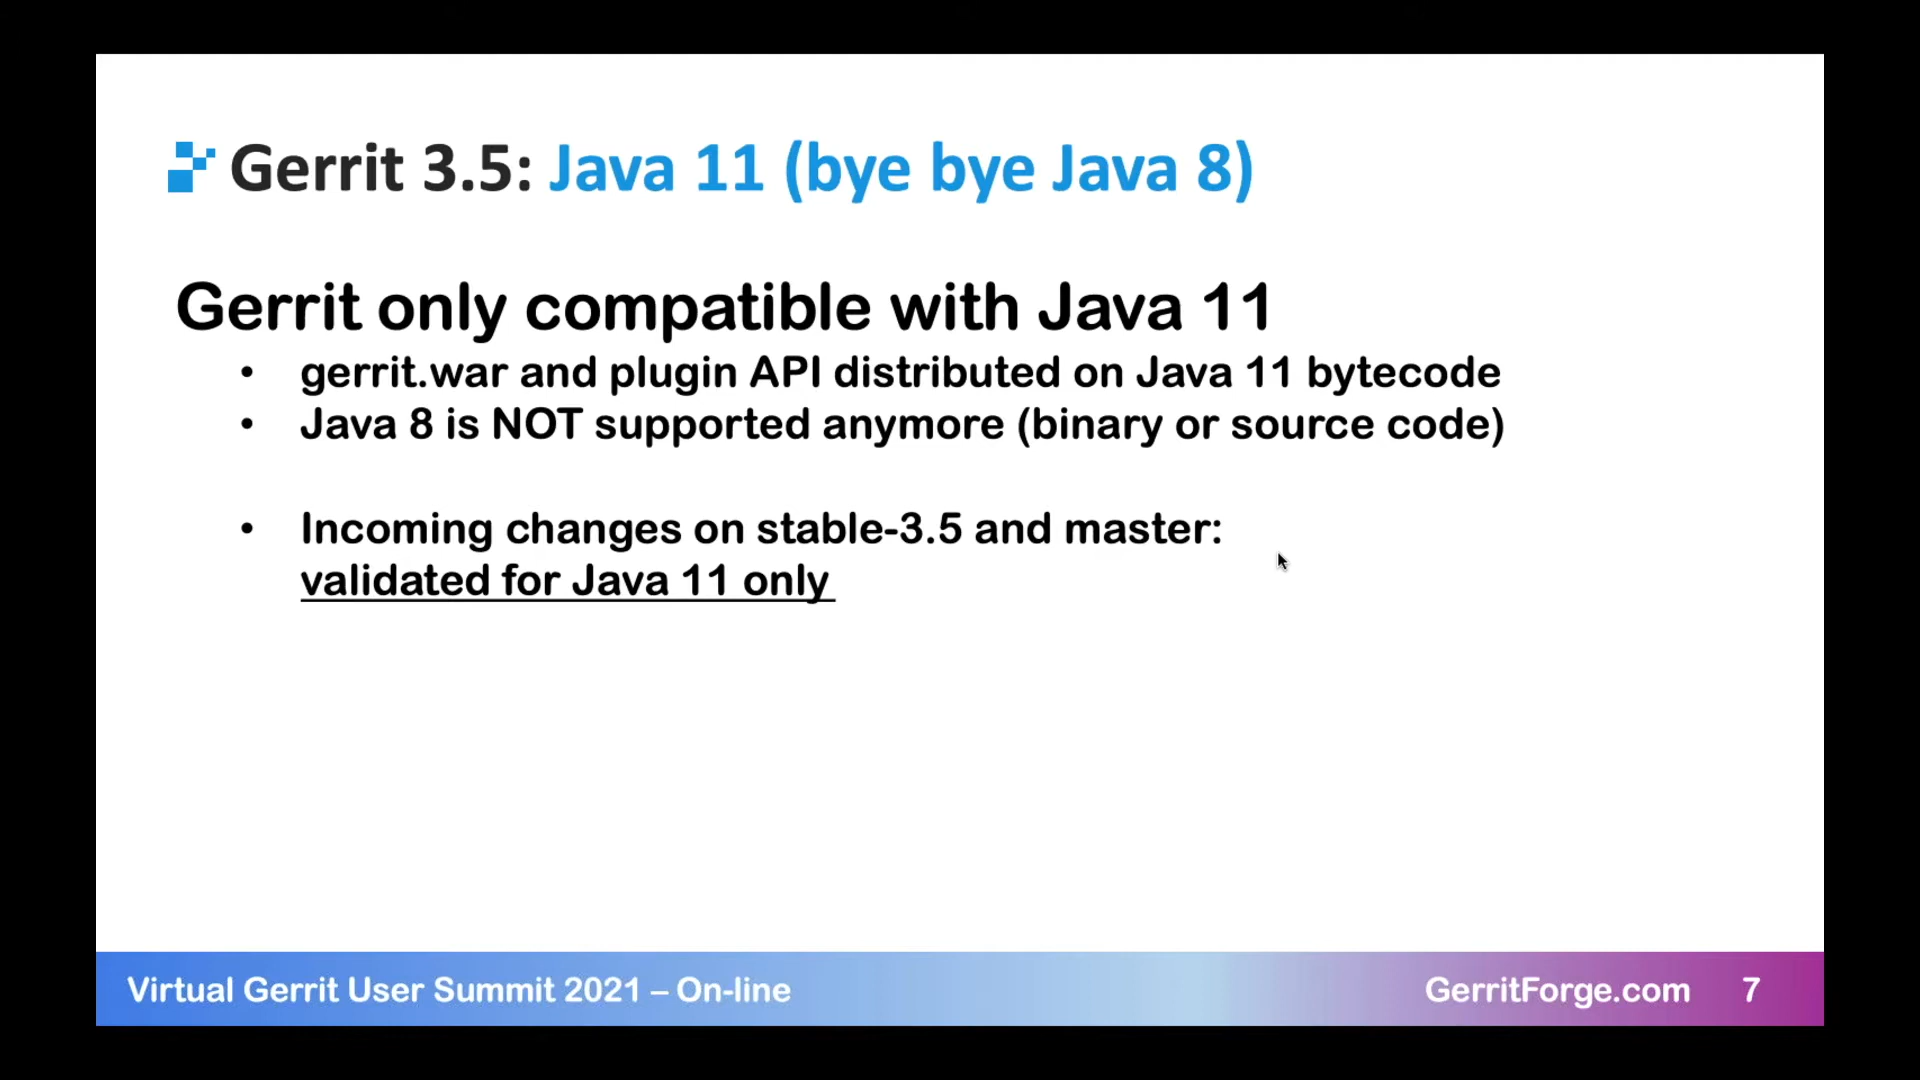 Gerrit 3.5: Java 11 (bye bye Java 8)
Gerrit only compatible with Java 11
• gerrit.war and plugin API distributed on Java 11 bytecode
• Java 8 is NOT supported anymore (binary or source code)
• Incoming changes on stable-3.5 and master:
validated for Java 11 only
Virtual Gerrit User Summit 2021 – On-line
GerritForge.com 7